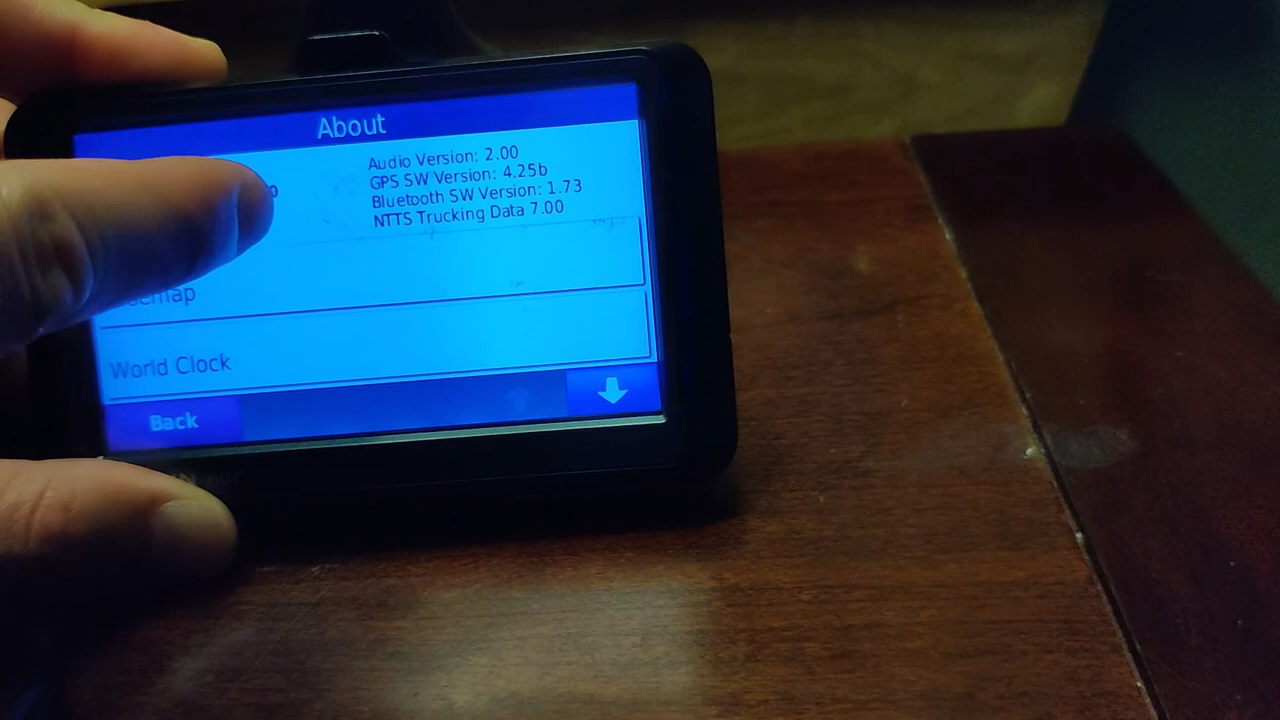 About
Audio Version: 2.00
GPS SW Version: 4.25b
Bluetooth SW Version: 1.73
NTTS Trucking Data 7.00
World Clock
Back